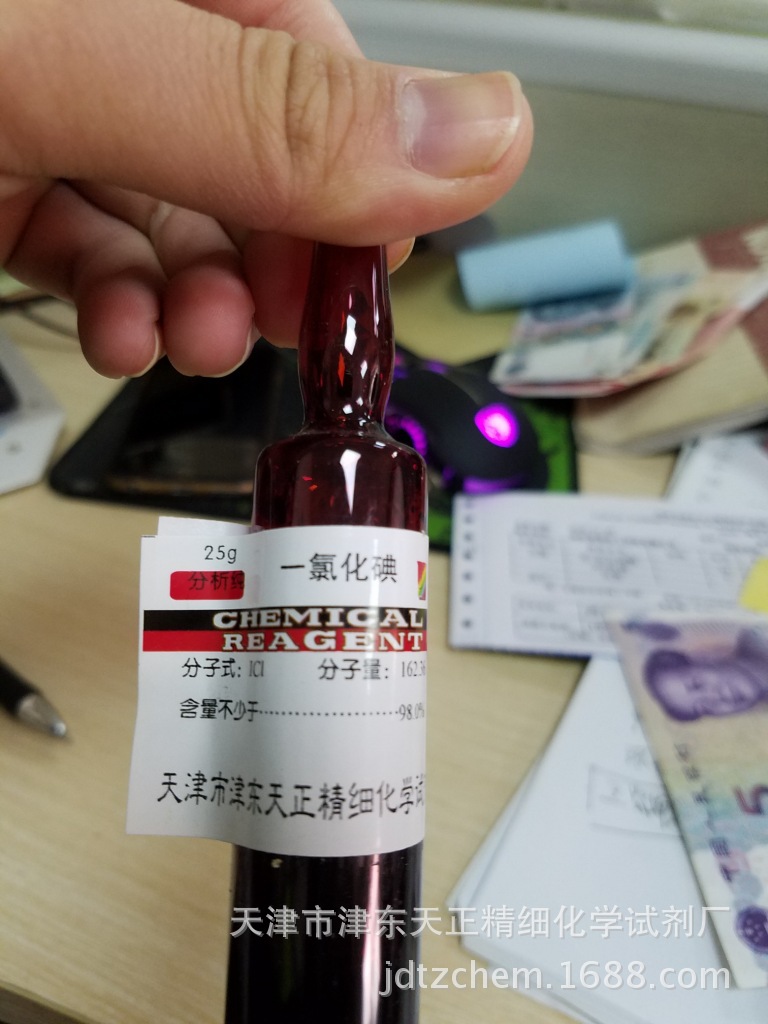 25g
一氯化碘
分析纯
CHEMICAL
REAGENT
分子式: ICl 分子量: 162.36
含量不少于····················98.0%
天津市津东天正精细化学试
天津市津东天正精细化学试剂厂
jdtzchem.1688.com